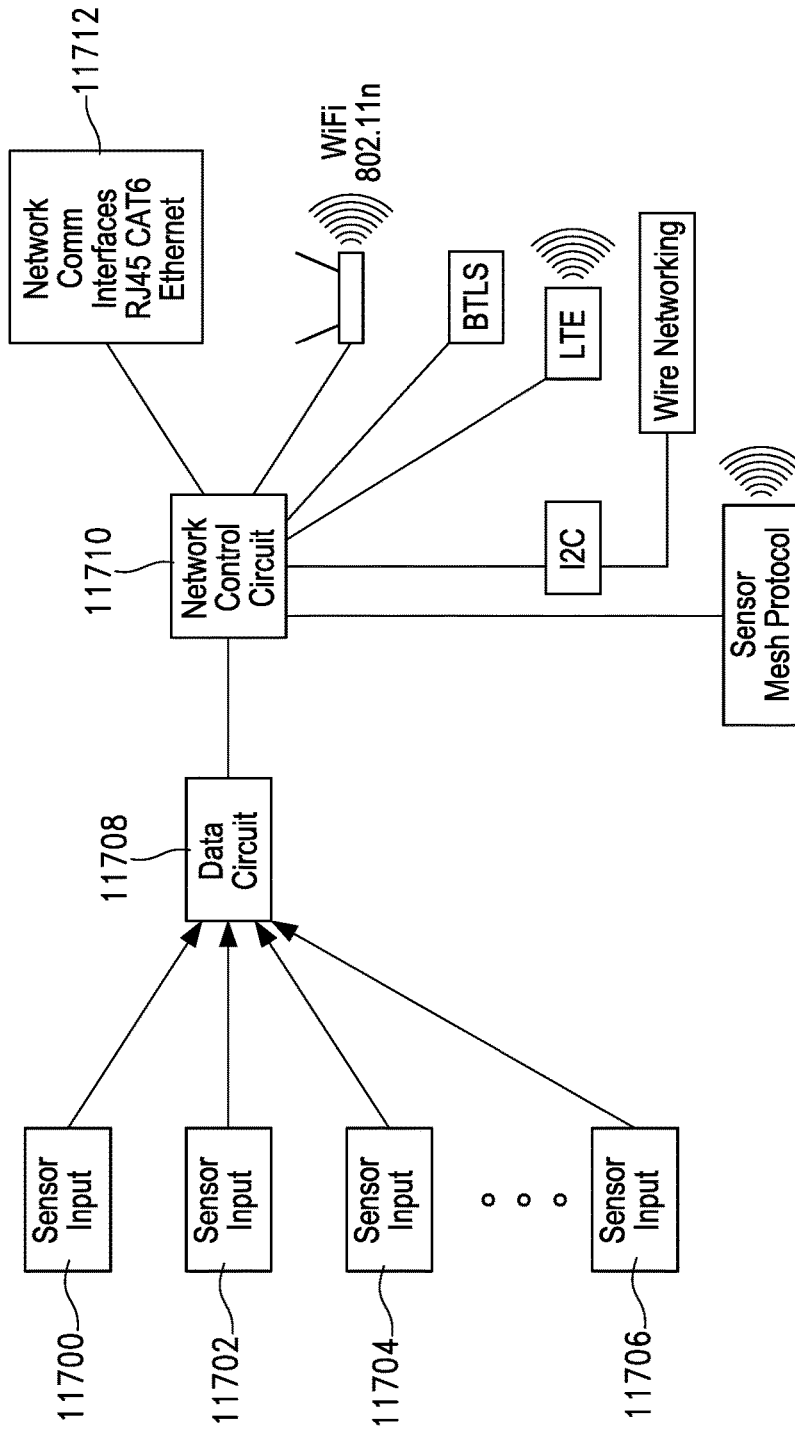 11700
Sensor
Input
11702
Sensor
Input
11704
Sensor
Input
11706
Sensor
Input
11708
Data
Circuit
11710
Network
Control
Circuit
11712
Network
Comm
Interfaces
RJ45 CAT6
Ethernet
WiFi
802.11n
BTLS
LTE
I2C
Wire Networking
Sensor
Mesh Protocol